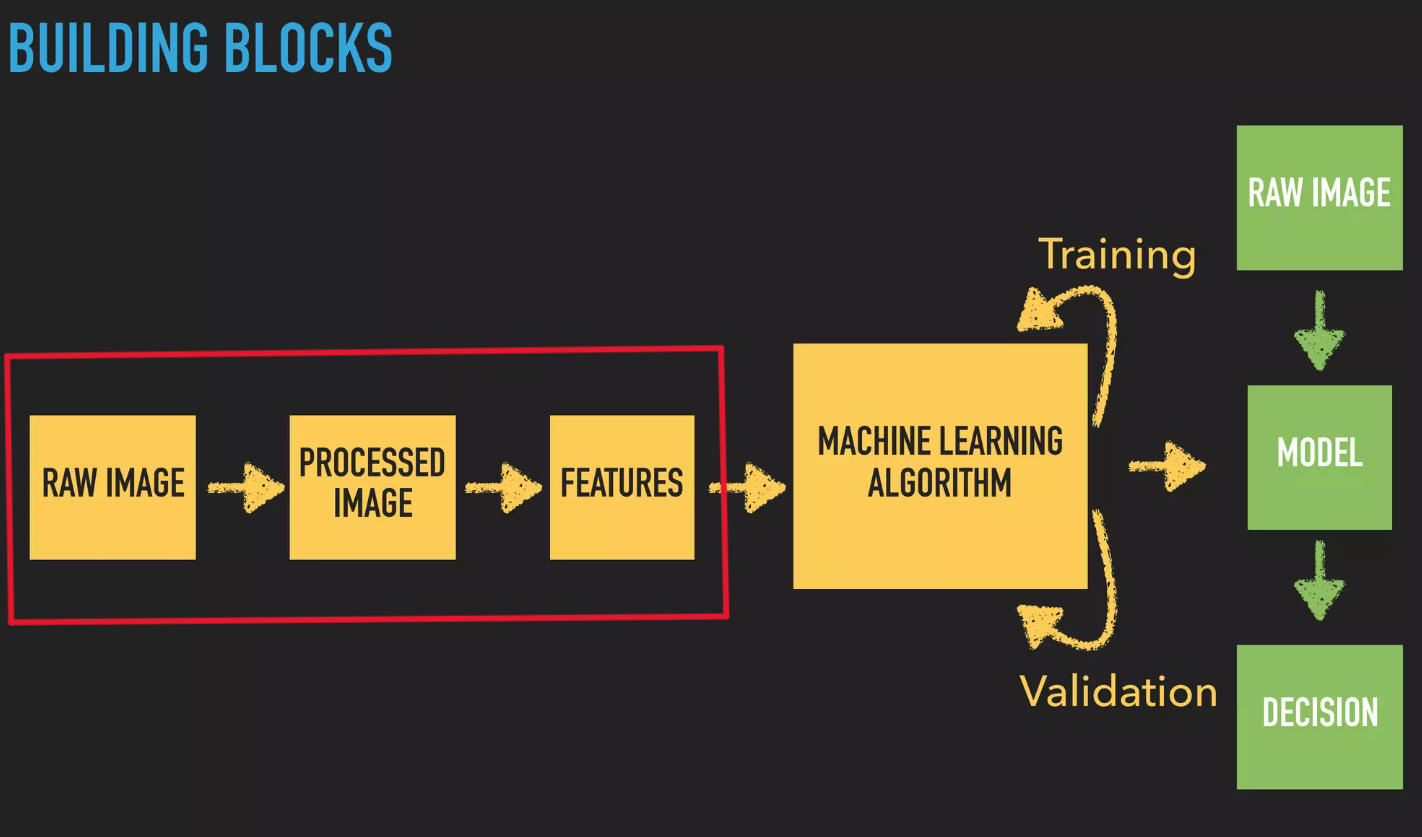 BUILDING BLOCKS
RAW IMAGE
PROCESSED
IMAGE
FEATURES
MACHINE LEARNING
ALGORITHM
Training
Validation
RAW IMAGE
MODEL
DECISION